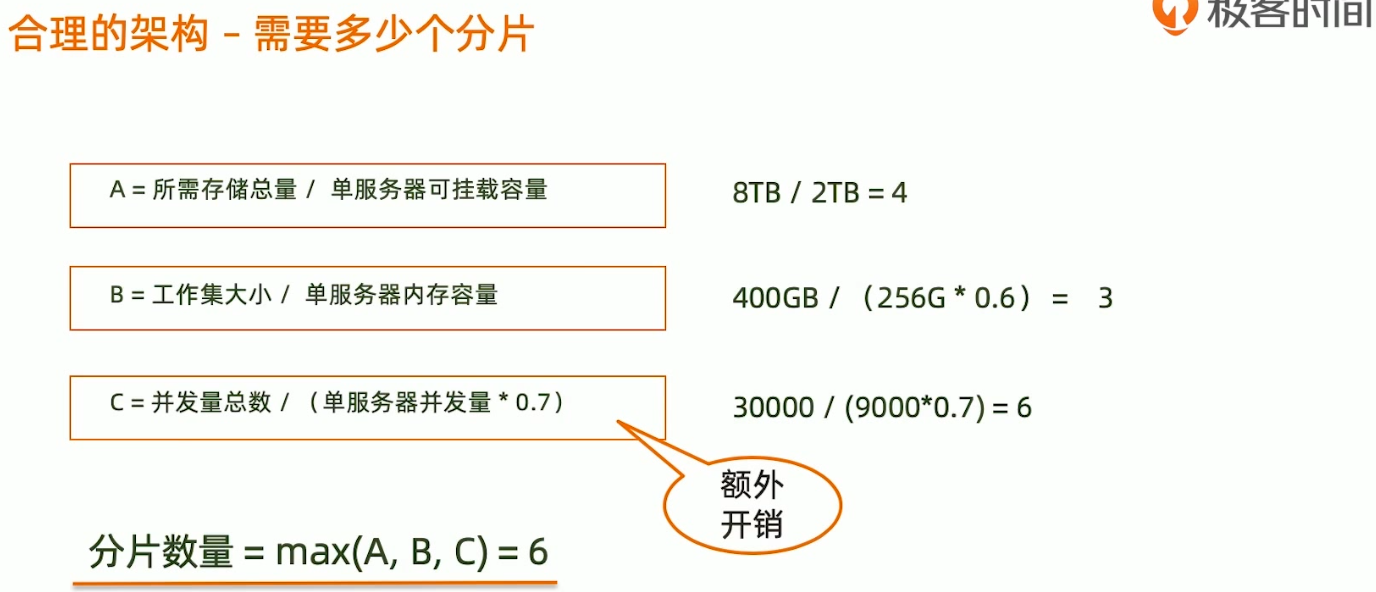 合理的架构 – 需要多少个分片
极客时间
A = 所需存储总量 / 单服务器可挂载容量
8TB / 2TB = 4
B = 工作集大小 / 单服务器内存容量
400GB / （256G * 0.6） = 3
C = 并发量总数 / （单服务器并发量 * 0.7）
30000 / (9000*0.7) = 6
额外
开销
分片数量 = max(A, B, C) = 6